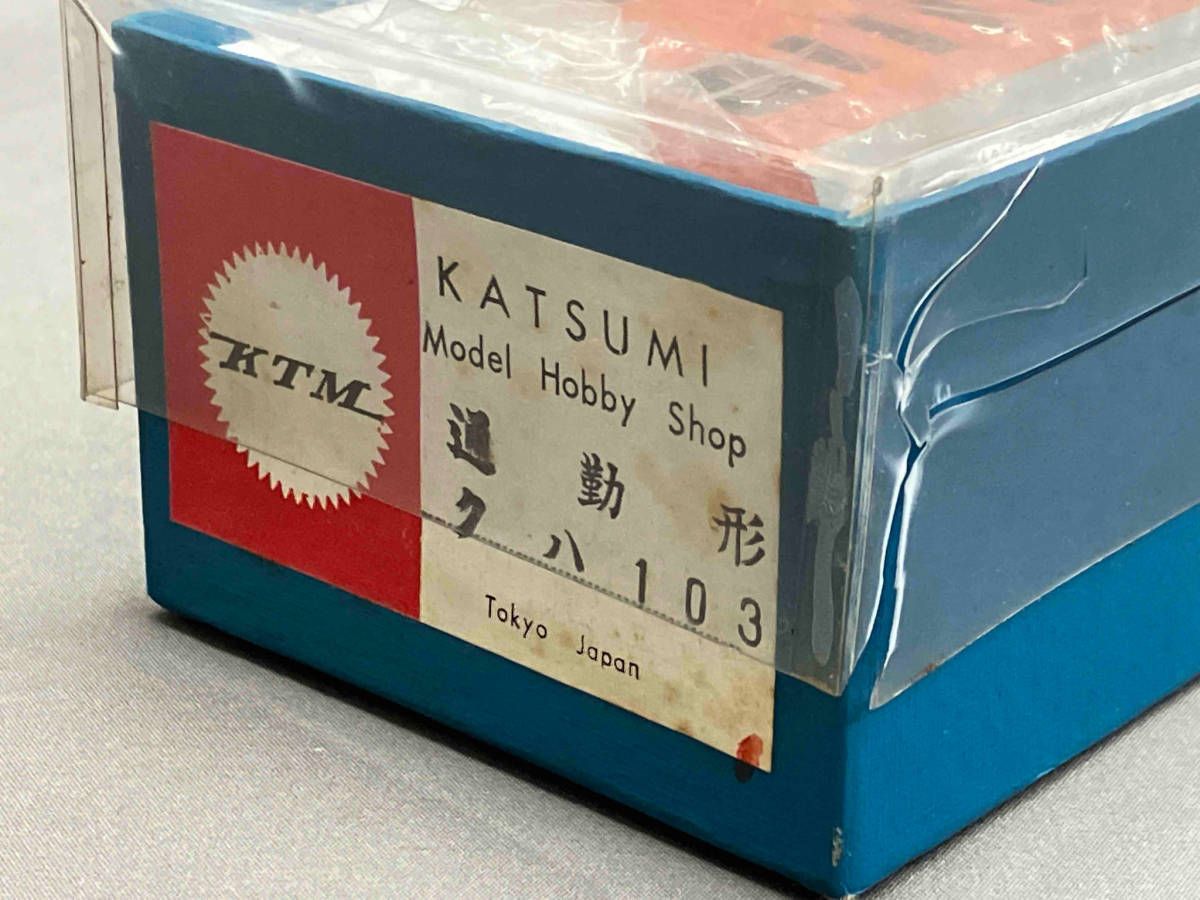 KTM
KATSUMI
Model Hobby Shop
通勤形
クハ103
Tokyo Japan